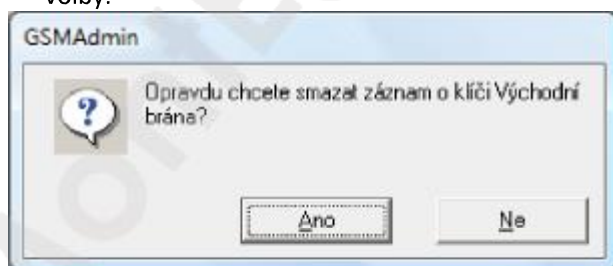 volby:
GSMAdmin
Opravdu chcete smazat záznam o klíči Východní
brána?
Ano
Ne